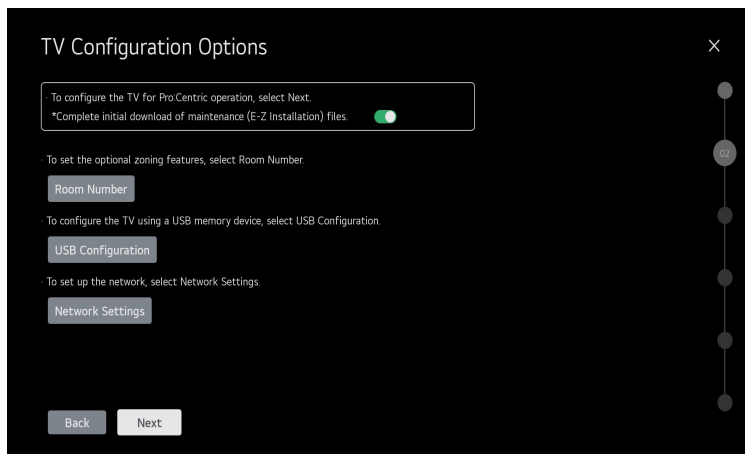 TV Configuration Options
· To configure the TV for Pro:Centric operation, select Next.
*Complete initial download of maintenance (E-Z Installation) files.
02
· To set the optional zoning features, select Room Number.
Room Number
· To configure the TV using a USB memory device, select USB Configuration.
USB Configuration
· To set up the network, select Network Settings.
Network Settings
Back
Next